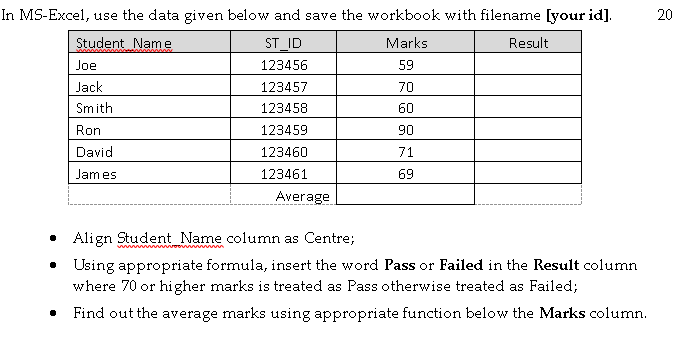 In MS-Excel, use the data given below and save the workbook with filename [your id]. 20
Student_Name ST_ID Marks Result
Joe 123456 59
Jack 123457 70
Smith 123458 60
Ron 123459 90
David 123460 71
James 123461 69
Average
• Align Student_Name column as Centre;
• Using appropriate formula, insert the word Pass or Failed in the Result column
where 70 or higher marks is treated as Pass otherwise treated as Failed;
• Find out the average marks using appropriate function below the Marks column.